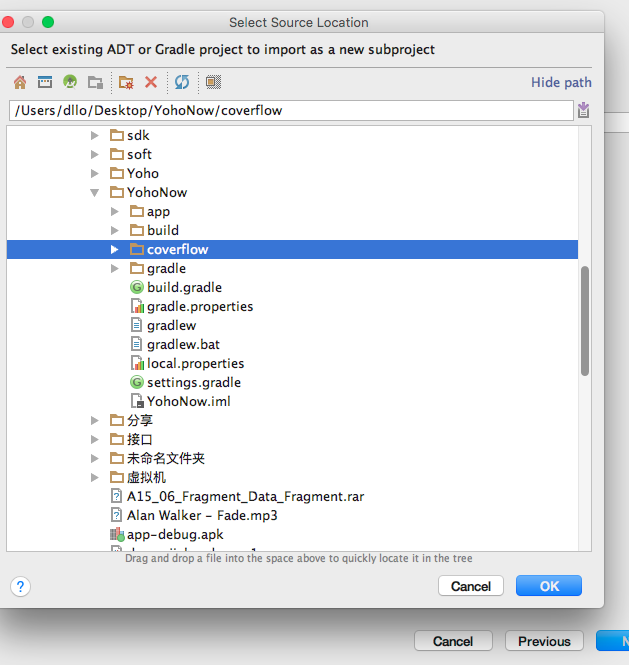 Select Source Location
Select existing ADT or Gradle project to import as a new subproject
Hide path
/Users/dllo/Desktop/YohoNow/coverflow
sdk
soft
Yoho
YohoNow
app
build
coverflow
gradle
build.gradle
gradle.properties
gradlew
gradlew.bat
local.properties
settings.gradle
YohoNow.iml
分享
接口
未命名文件夹
虚拟机
A15_06_Fragment_Data_Fragment.rar
Alan Walker - Fade.mp3
app-debug.apk
Drag and drop a file into the space above to quickly locate it in the tree
?
Cancel
OK
Cancel
Previous
N